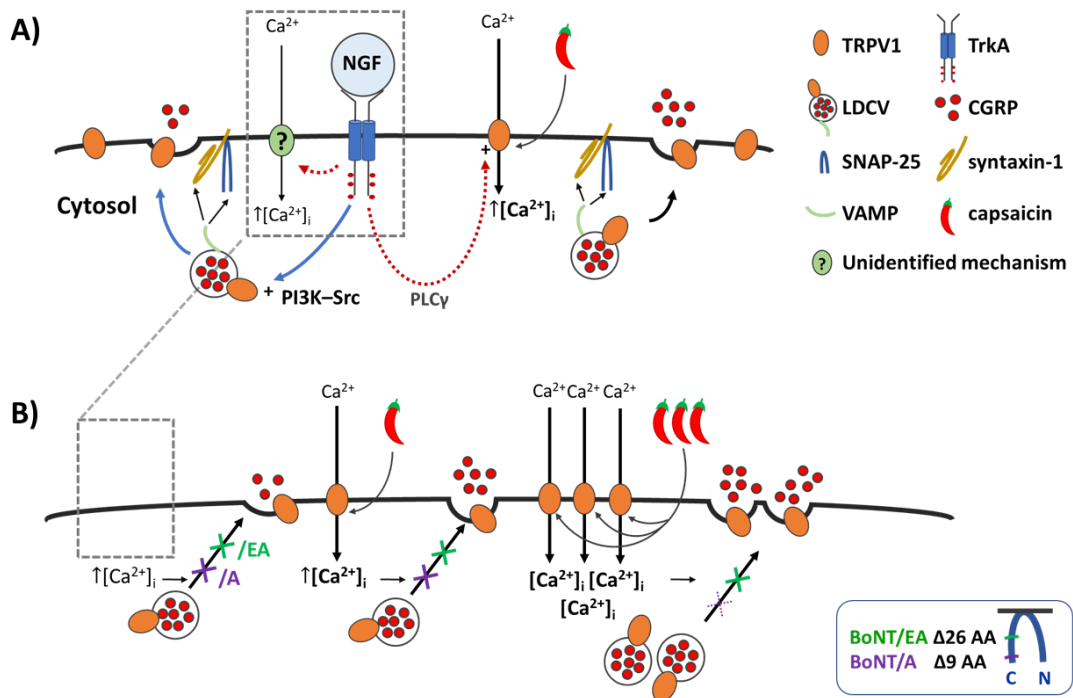 A)
Ca²⁺
NGF
?
+
↑[Ca²⁺]ᵢ
Cytosol
+ PI3K–Src
PLCγ
Ca²⁺
↑[Ca²⁺]ᵢ
TRPV1
TrkA
LDCV
CGRP
SNAP-25
syntaxin-1
VAMP
capsaicin
? Unidentified mechanism
B)
Ca²⁺
Ca²⁺ Ca²⁺ Ca²⁺
/EA
/A
↑[Ca²⁺]ᵢ
↑[Ca²⁺]ᵢ
[Ca²⁺]ᵢ [Ca²⁺]ᵢ
[Ca²⁺]ᵢ
BoNT/EA Δ26 AA
BoNT/A Δ9 AA
C N